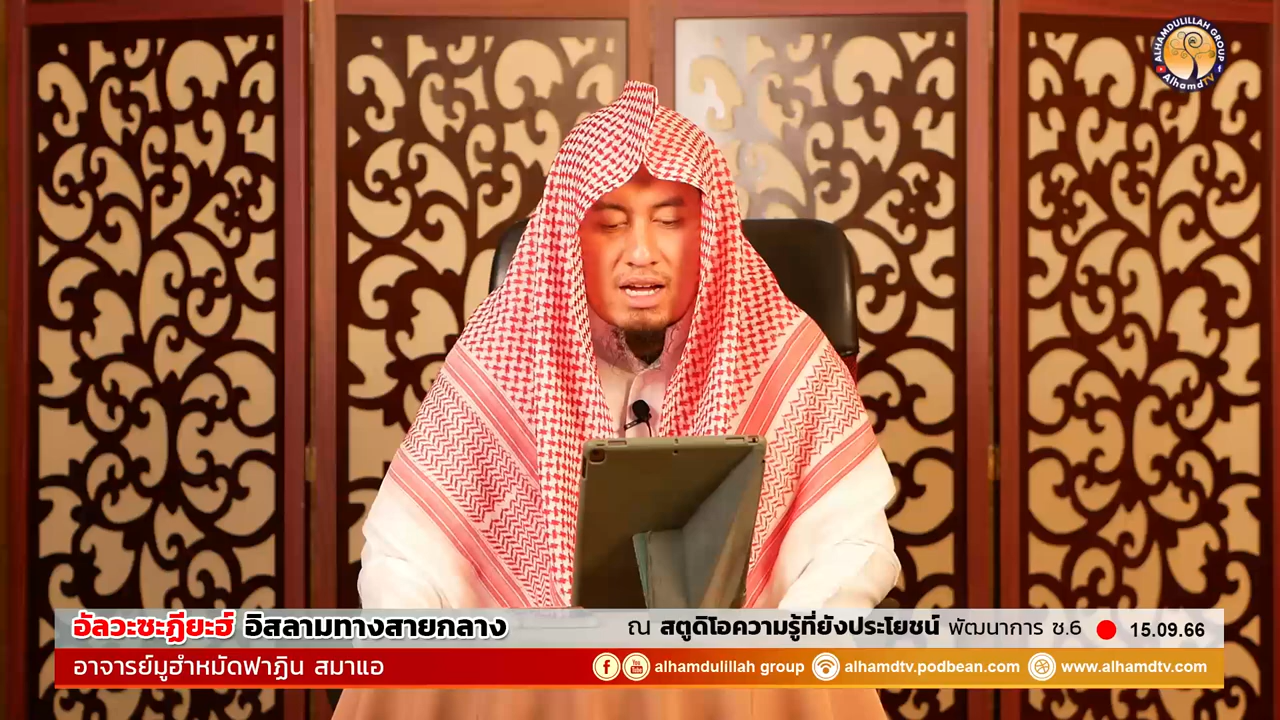 ALHAMDULILLAH GROUP
AlhamdTV
อัลวะซะฏียะฮ์ อิสลามทางสายกลาง
ณ สตูดิโอความรู้ที่ยังประโยชน์ พัฒนาการ ซ.6 15.09.66
อาจารย์มูฮำหมัดฟาฏิน สมาแอ
You Tube alhamdulillah group alhamdtv.podbean.com www.alhamdtv.com